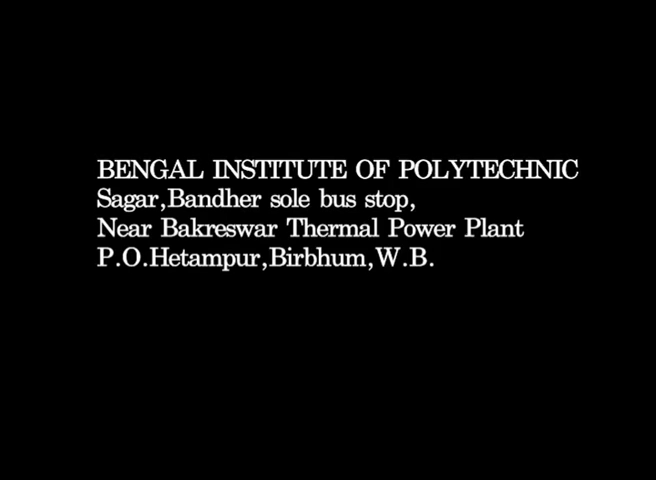 BENGAL INSTITUTE OF POLYTECHNIC
Sagar,Bandher sole bus stop,
Near Bakreswar Thermal Power Plant
P.O.Hetampur,Birbhum,W.B.